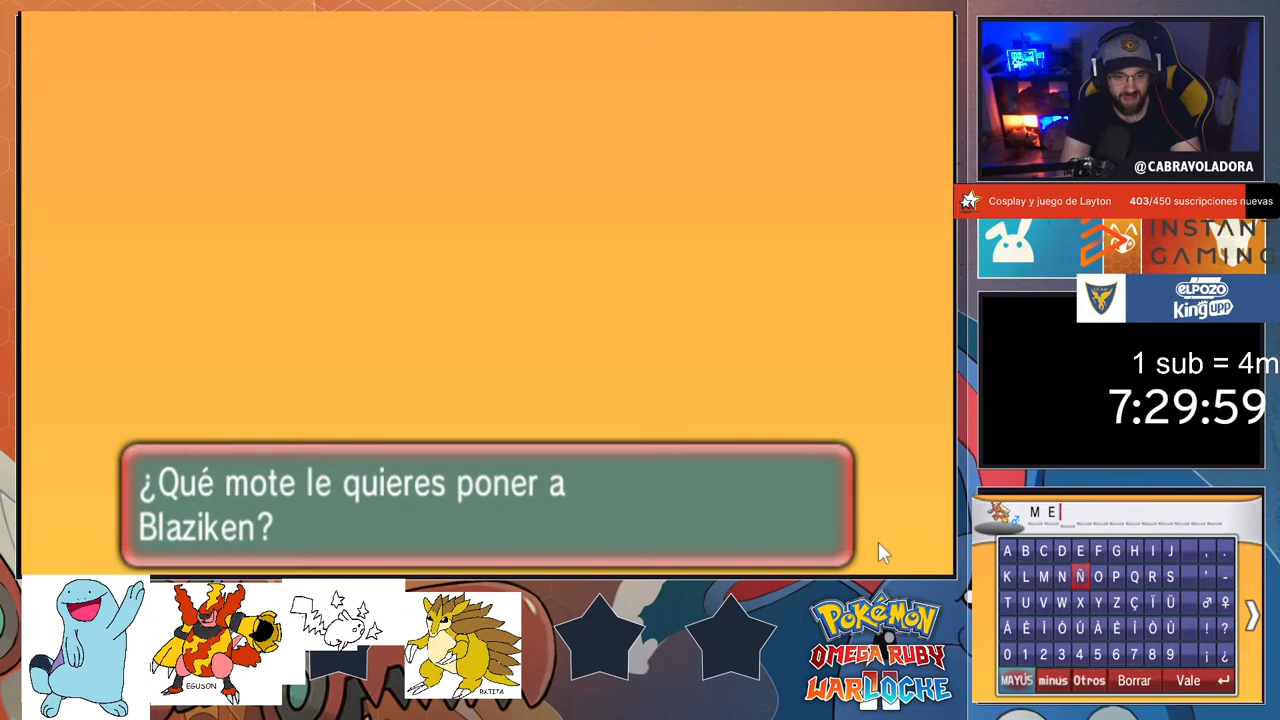 ¿Qué mote le quieres poner a
Blaziken?
@CABRAVOLADORA
Cosplay y juego de Layton 403/450 suscripciones nuevas
INSTANT
GAMING
UCAM
ELPOZO
King UPP
1 sub = 4m
7:29:59
M E
A B C D E F G H I J , .
K L M N Ñ O P Q R S ' -
T U V W X Y Z Ç Ï Ü ♂ ♀
Á É Í Ó Ú À È Ì Ò Ù ! ?
0 1 2 3 4 5 6 7 8 9 ¡ ¿
MAYÚS minús Otros Borrar Vale
EGUSON
RATITA
POKÉMON
OMEGA RUBY
WARLOCKE